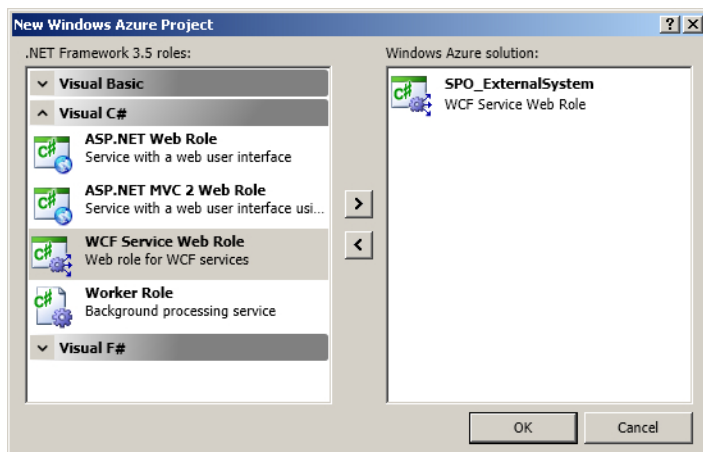 New Windows Azure Project
.NET Framework 3.5 roles:
Visual Basic
Visual C#
ASP.NET Web Role
Service with a web user interface
ASP.NET MVC 2 Web Role
Service with a web user interface usi...
WCF Service Web Role
Web role for WCF services
Worker Role
Background processing service
Visual F#
Windows Azure solution:
SPO_ExternalSystem
WCF Service Web Role
OK
Cancel